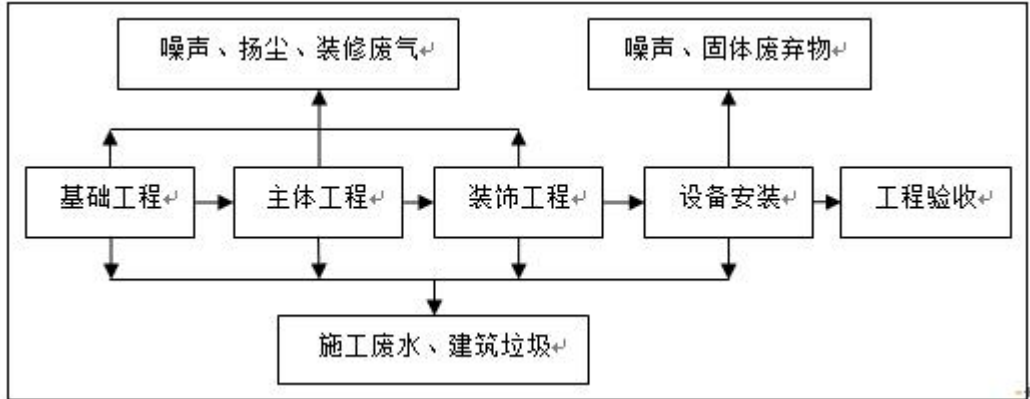 噪声、扬尘、装修废气
噪声、固体废弃物
基础工程
主体工程
装饰工程
设备安装
工程验收
施工废水、建筑垃圾